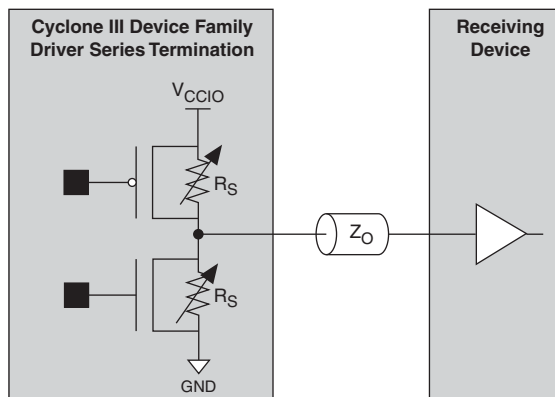 Cyclone III Device Family
Driver Series Termination
Receiving
Device
VCCIO
RS
ZO
RS
GND